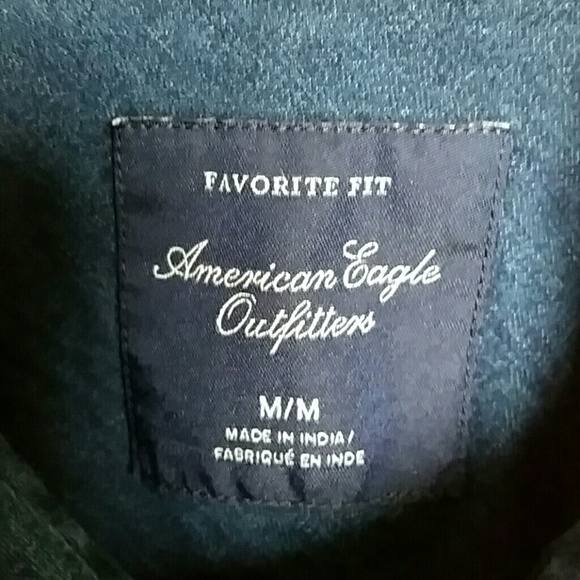 FAVORITE FIT
American Eagle
Outfitters
M/M
MADE IN INDIA/
FABRIQUÉ EN INDE